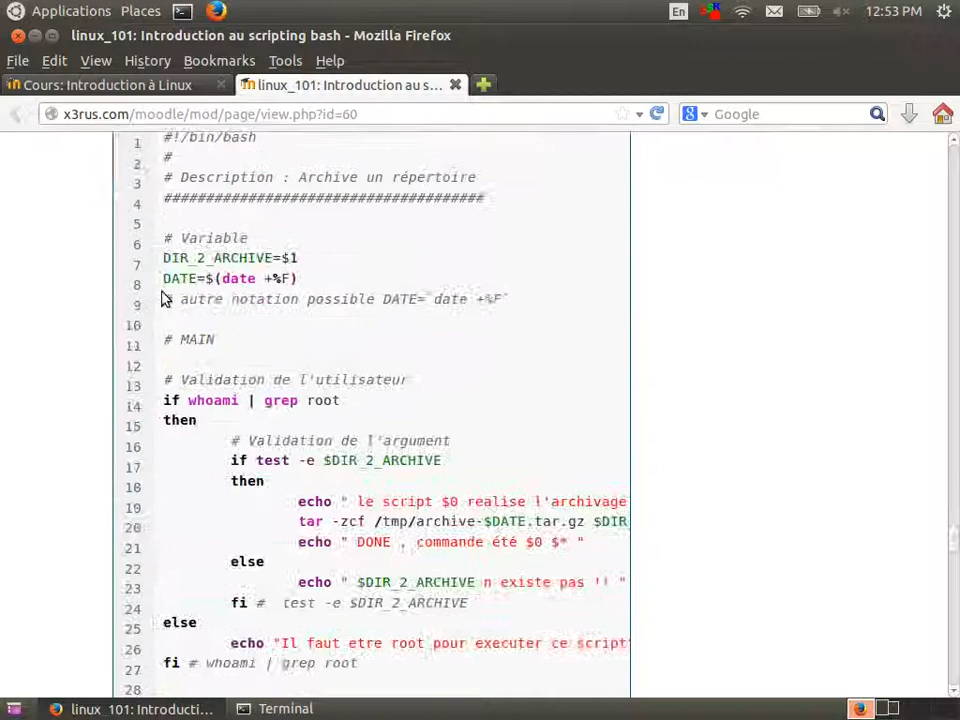 Applications Places En 12:53 PM
linux_101: Introduction au scripting bash - Mozilla Firefox
File Edit View History Bookmarks Tools Help
Cours: Introduction à Linux linux_101: Introduction au s...
x3rus.com/moodle/mod/page/view.php?id=60 Google
1 #!/bin/bash
2 #
3 # Description : Archive un répertoire
4 ######################################
5
6 # Variable
7 DIR_2_ARCHIVE=$1
8 DATE=$(date +%F)
9 # autre notation possible DATE=`date +%F`
10
11 # MAIN
12
13 # Validation de l'utilisateur
14 if whoami | grep root
15 then
16 # Validation de l'argument
17 if test -e $DIR_2_ARCHIVE
18 then
19 echo " le script $0 realise l'archivage
20 tar -zcf /tmp/archive-$DATE.tar.gz $DIR
21 echo " DONE , commande été $0 $* "
22 else
23 echo " $DIR_2_ARCHIVE n existe pas !! "
24 fi # test -e $DIR_2_ARCHIVE
25 else
26 echo "Il faut etre root pour executer ce script"
27 fi # whoami | grep root
28
linux_101: Introducti... Terminal